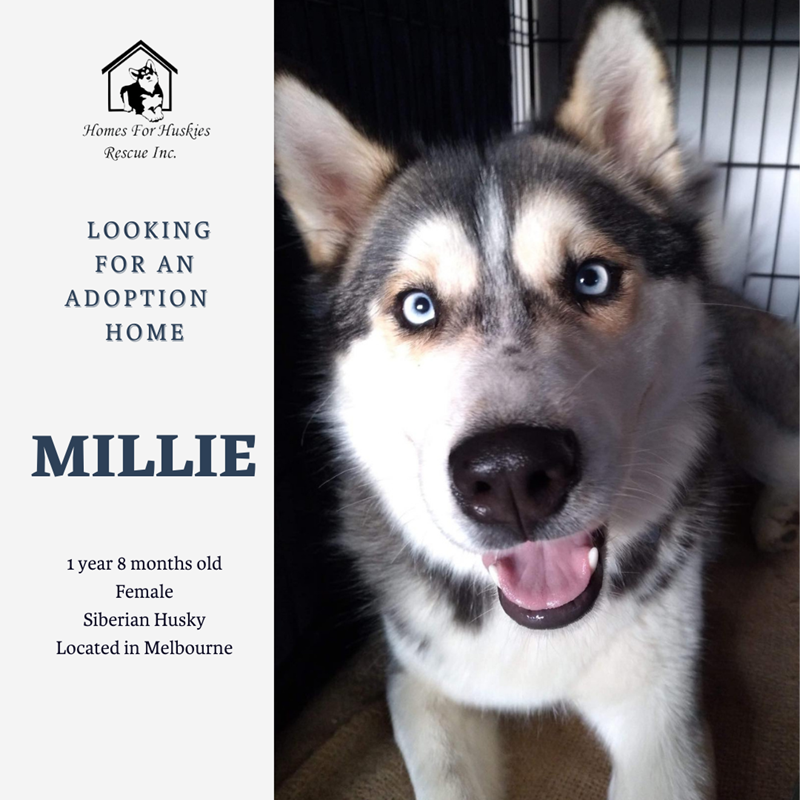 Homes For Huskies
Rescue Inc.
LOOKING
FOR AN
ADOPTION
HOME
MILLIE
1 year 8 months old
Female
Siberian Husky
Located in Melbourne